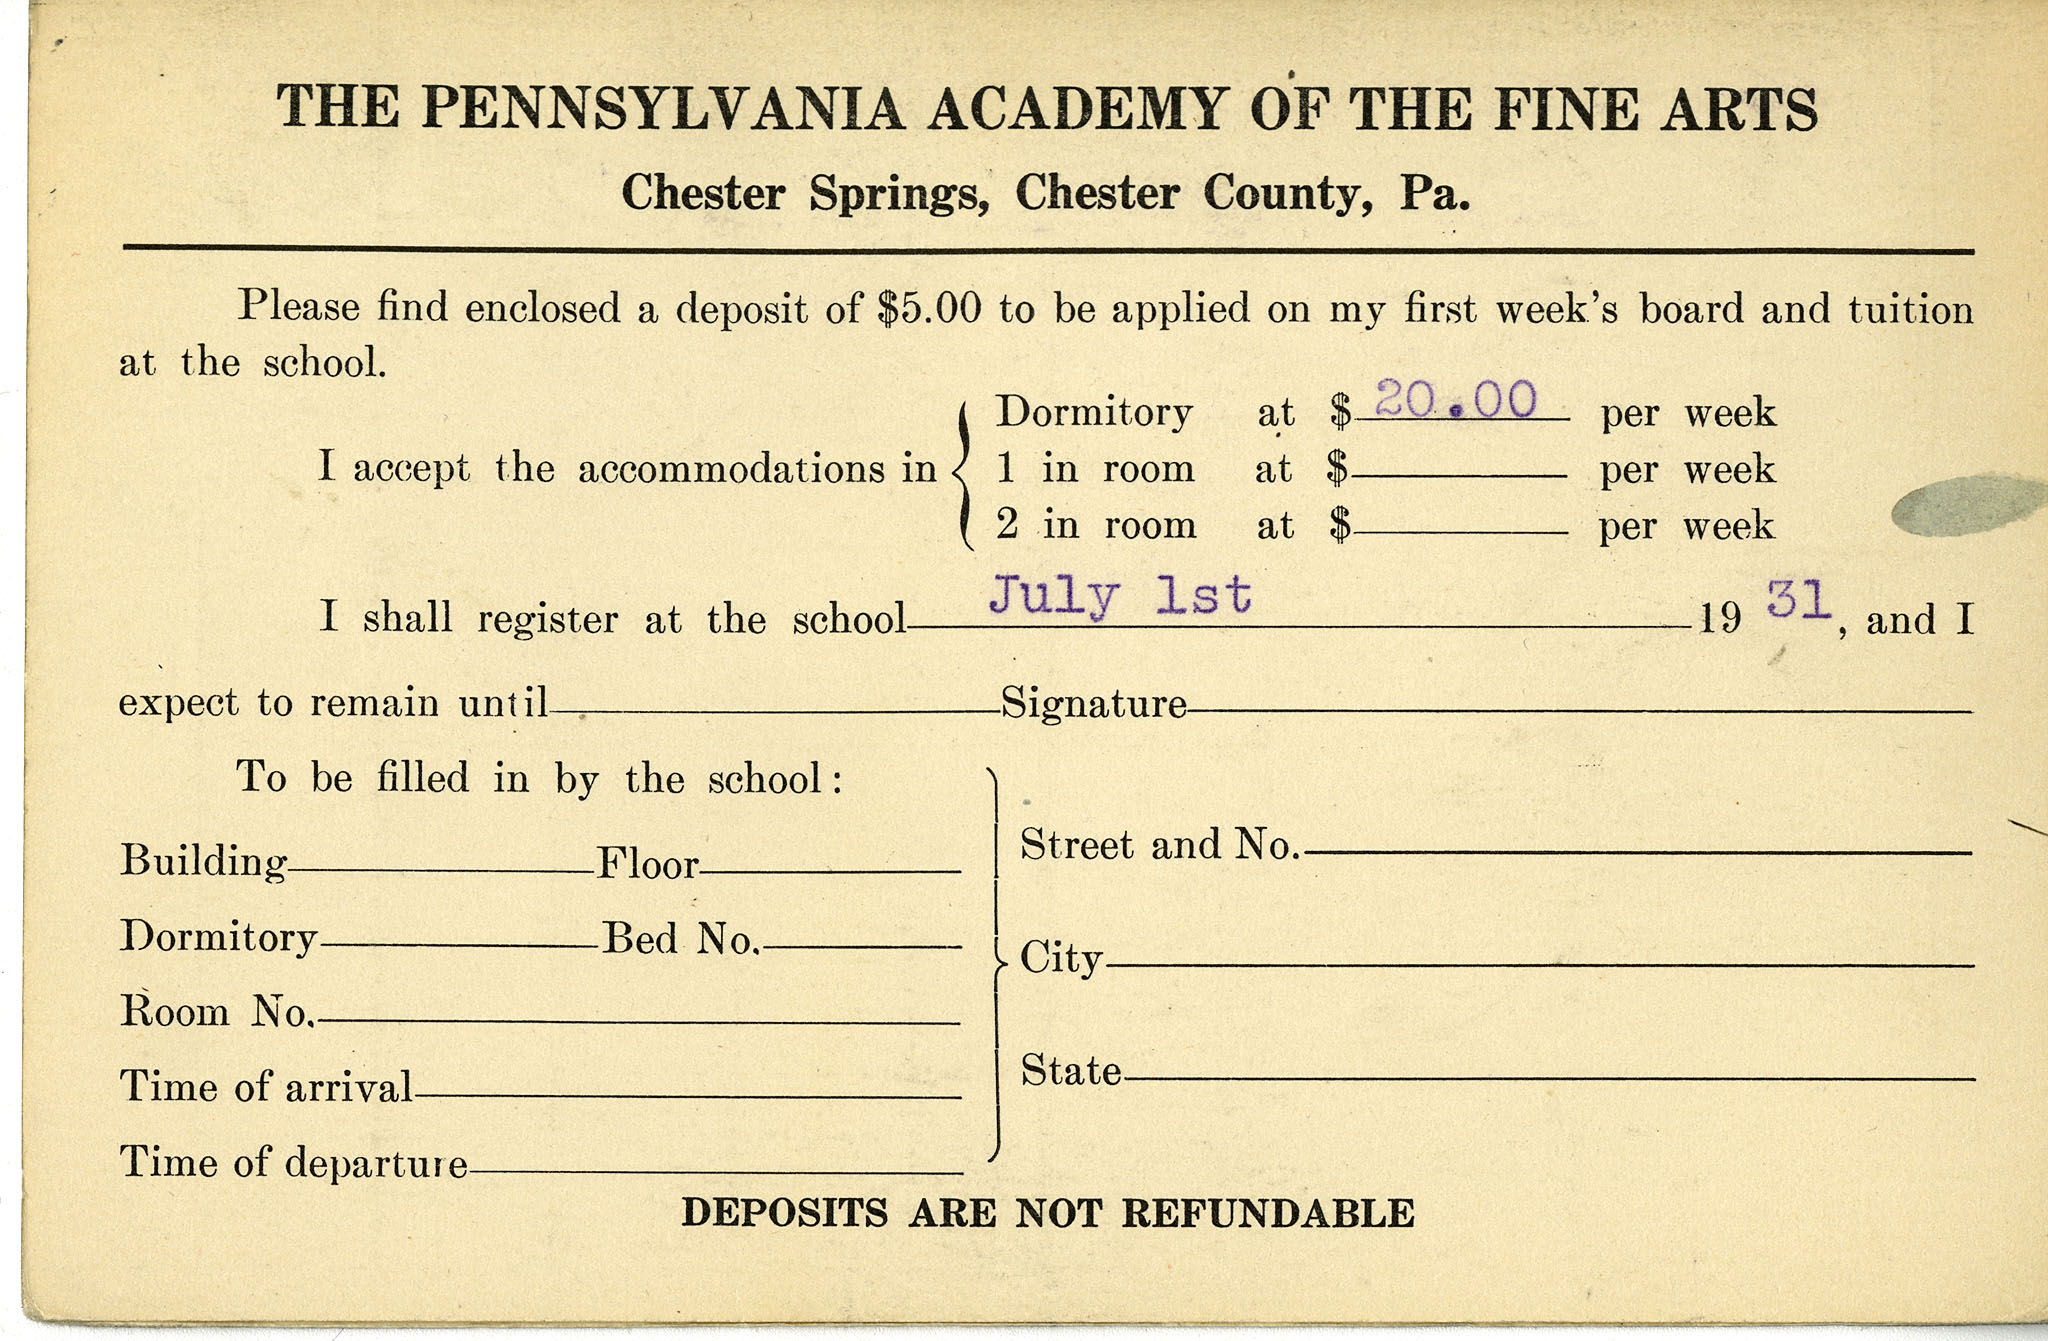 THE PENNSYLVANIA ACADEMY OF THE FINE ARTS
Chester Springs, Chester County, Pa.
Please find enclosed a deposit of $5.00 to be applied on my first week's board and tuition
at the school.
I accept the accommodations in
Dormitory at $ 20.00 per week
1 in room at $ per week
2 in room at $ per week
I shall register at the school July 1st 19 31, and I
expect to remain until Signature
To be filled in by the school:
Building Floor
Dormitory Bed No.
Room No.
Time of arrival
Time of departure
Street and No.
City
State
DEPOSITS ARE NOT REFUNDABLE